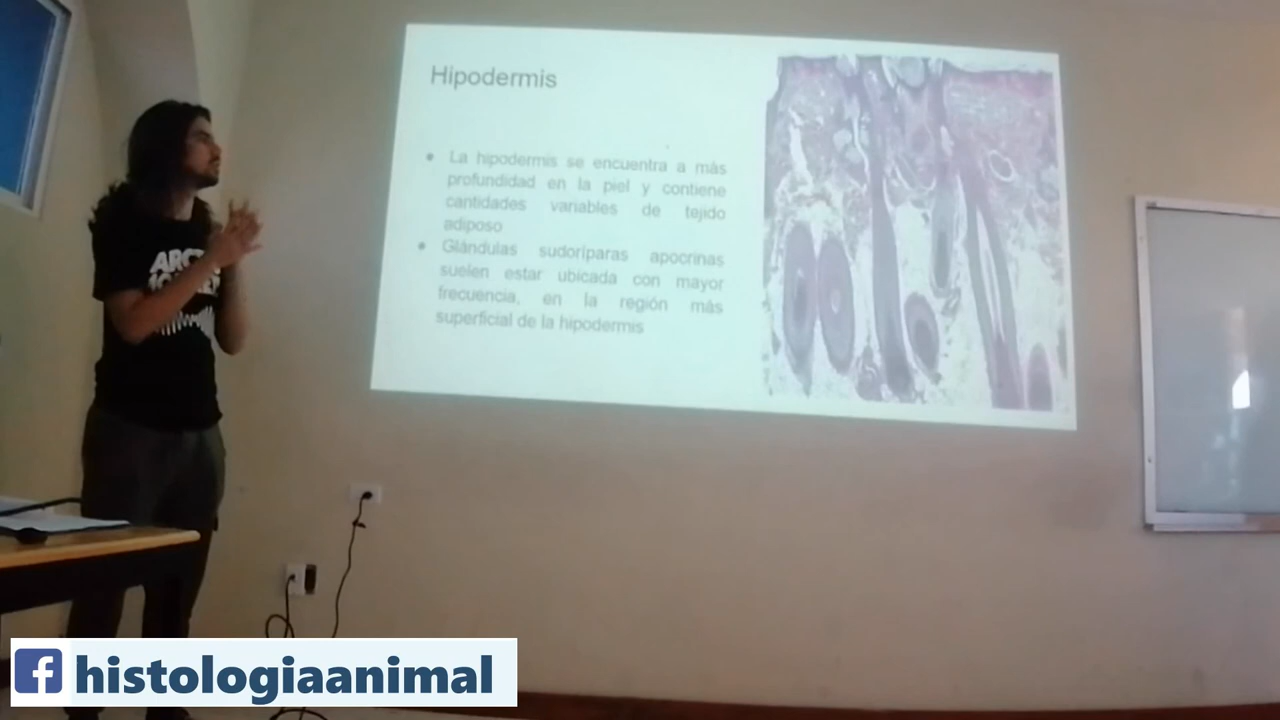 Hipodermis
● La hipodermis se encuentra a más
profundidad en la piel y contiene
cantidades variables de tejido
adiposo
● Glándulas sudoríparas apocrinas
suelen estar ubicada con mayor
frecuencia, en la región más
superficial de la hipodermis
f histologiaanimal